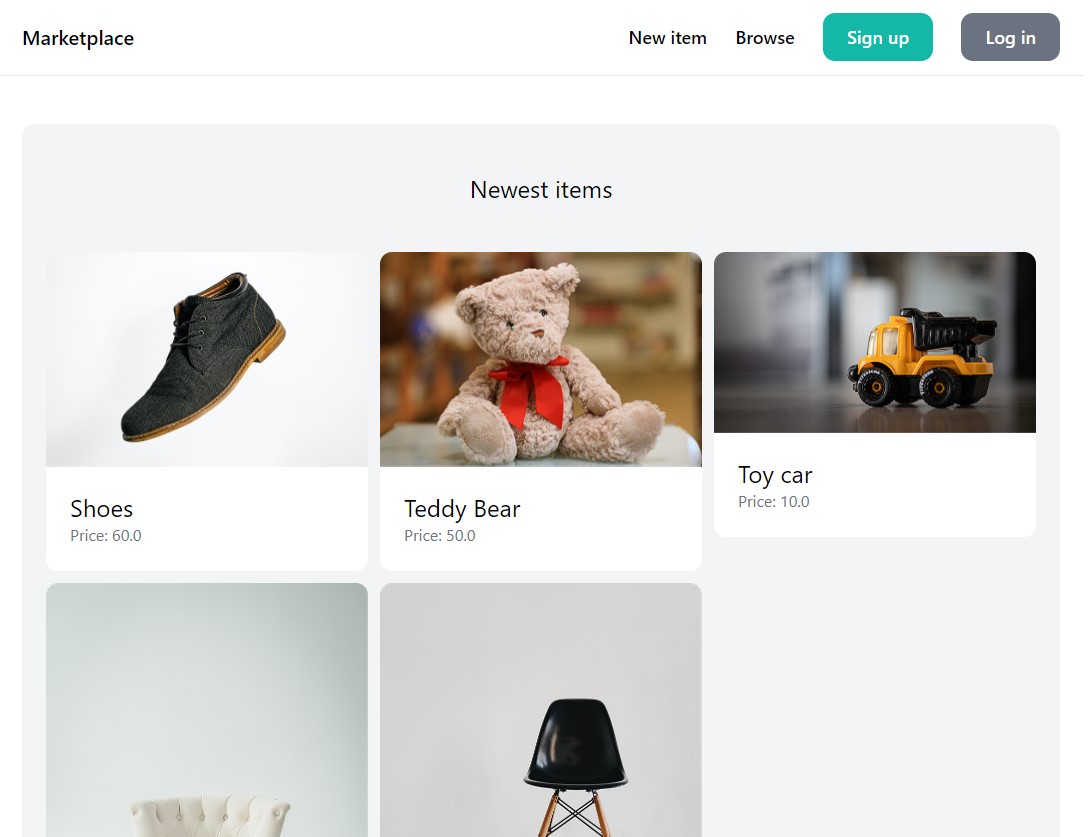 Marketplace
New item
Browse
Sign up
Log in
Newest items
Shoes
Price: 60.0
Teddy Bear
Price: 50.0
Toy car
Price: 10.0